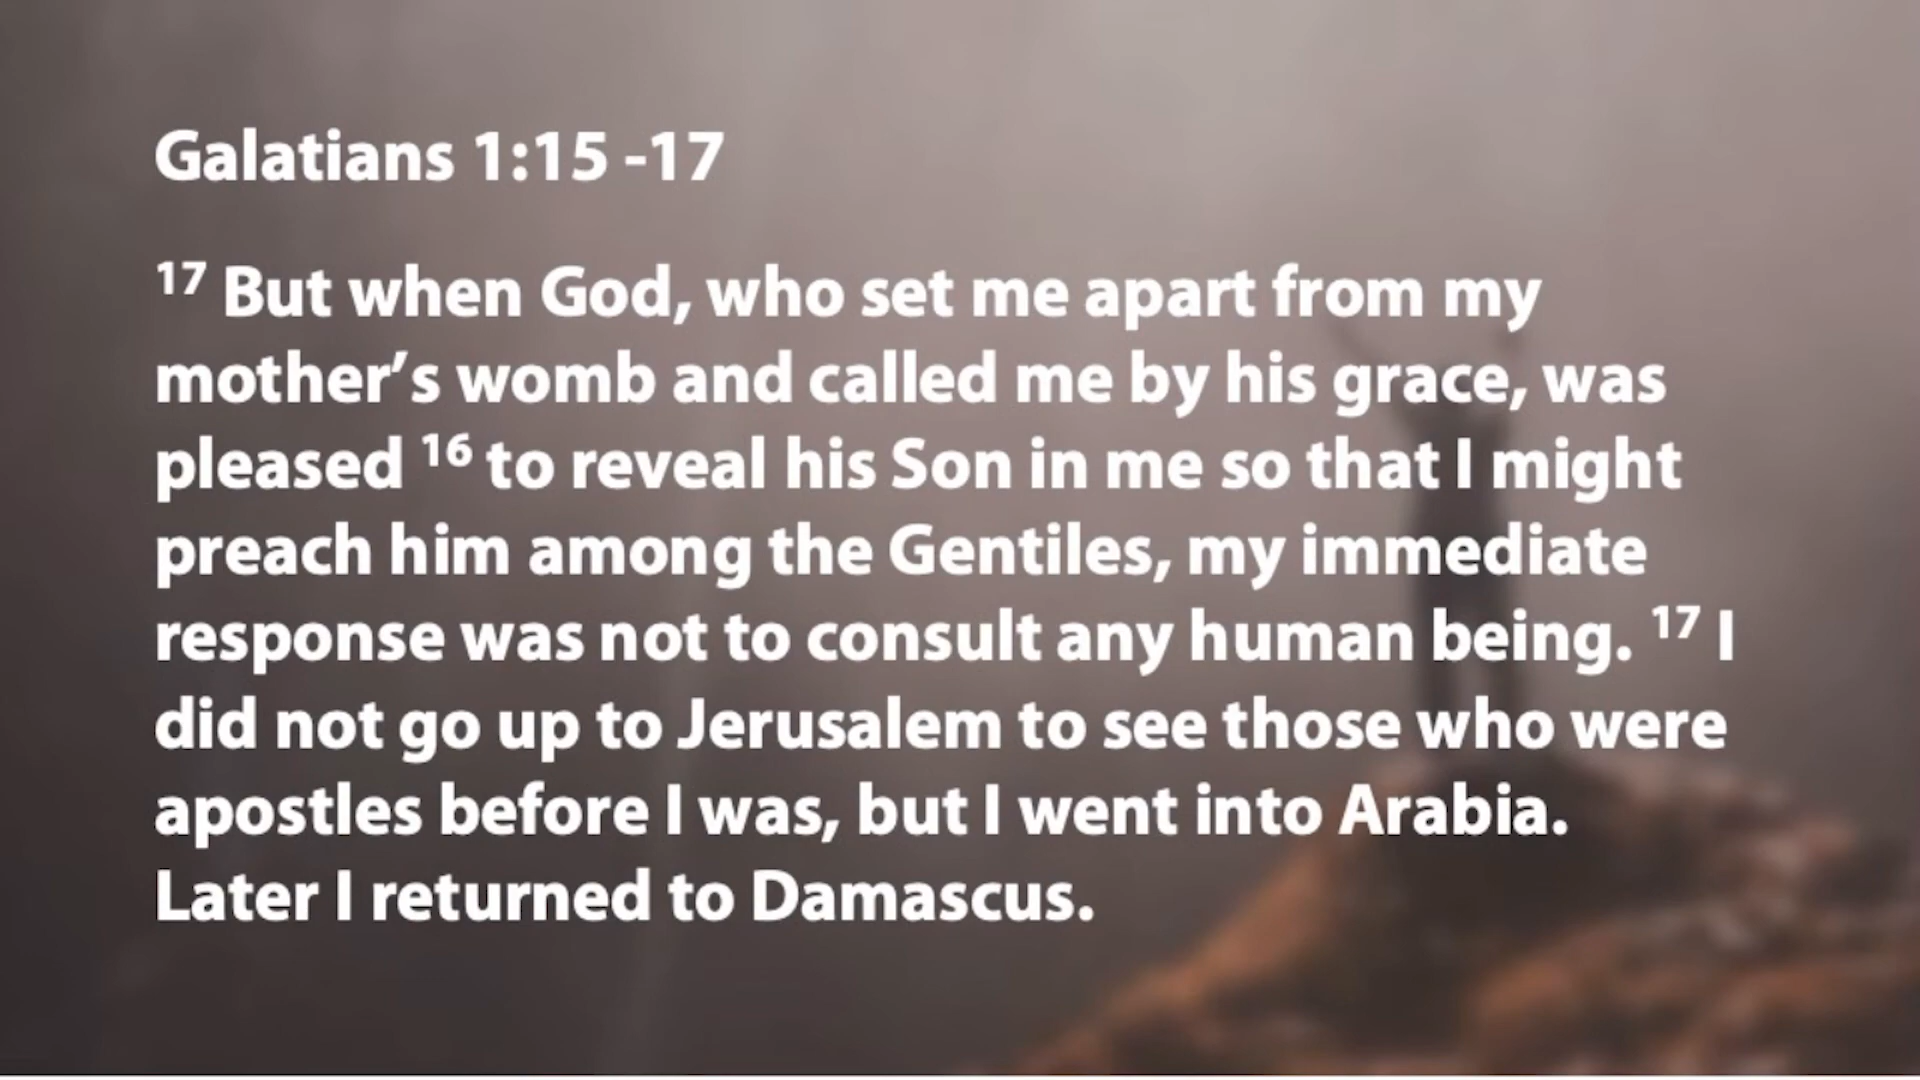 Galatians 1:15 -17
17 But when God, who set me apart from my
mother’s womb and called me by his grace, was
pleased 16 to reveal his Son in me so that I might
preach him among the Gentiles, my immediate
response was not to consult any human being. 17 I
did not go up to Jerusalem to see those who were
apostles before I was, but I went into Arabia.
Later I returned to Damascus.